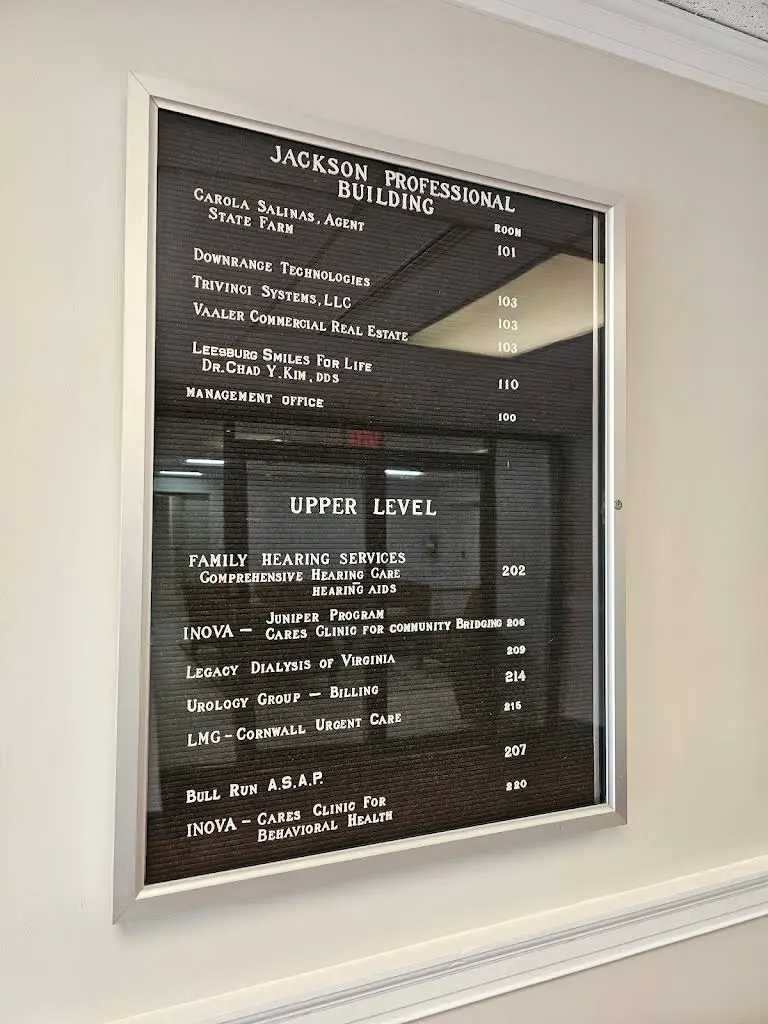 JACKSON PROFESSIONAL
BUILDING
ROOM
CAROLA SALINAS, AGENT
STATE FARM 101
DOWNRANGE TECHNOLOGIES 103
TRIVINCI SYSTEMS, LLC 103
VAALER COMMERCIAL REAL ESTATE 103
LEESBURG SMILES FOR LIFE
DR. CHAD Y. KIM, DDS 110
MANAGEMENT OFFICE 100
UPPER LEVEL
FAMILY HEARING SERVICES 202
COMPREHENSIVE HEARING CARE
HEARING AIDS
JUNIPER PROGRAM
INOVA – CARES CLINIC FOR COMMUNITY BRIDGING 206
LEGACY DIALYSIS OF VIRGINIA 209
UROLOGY GROUP – BILLING 214
LMG – CORNWALL URGENT CARE 215
BULL RUN A.S.A.P. 207
INOVA – CARES CLINIC FOR 220
BEHAVIORAL HEALTH